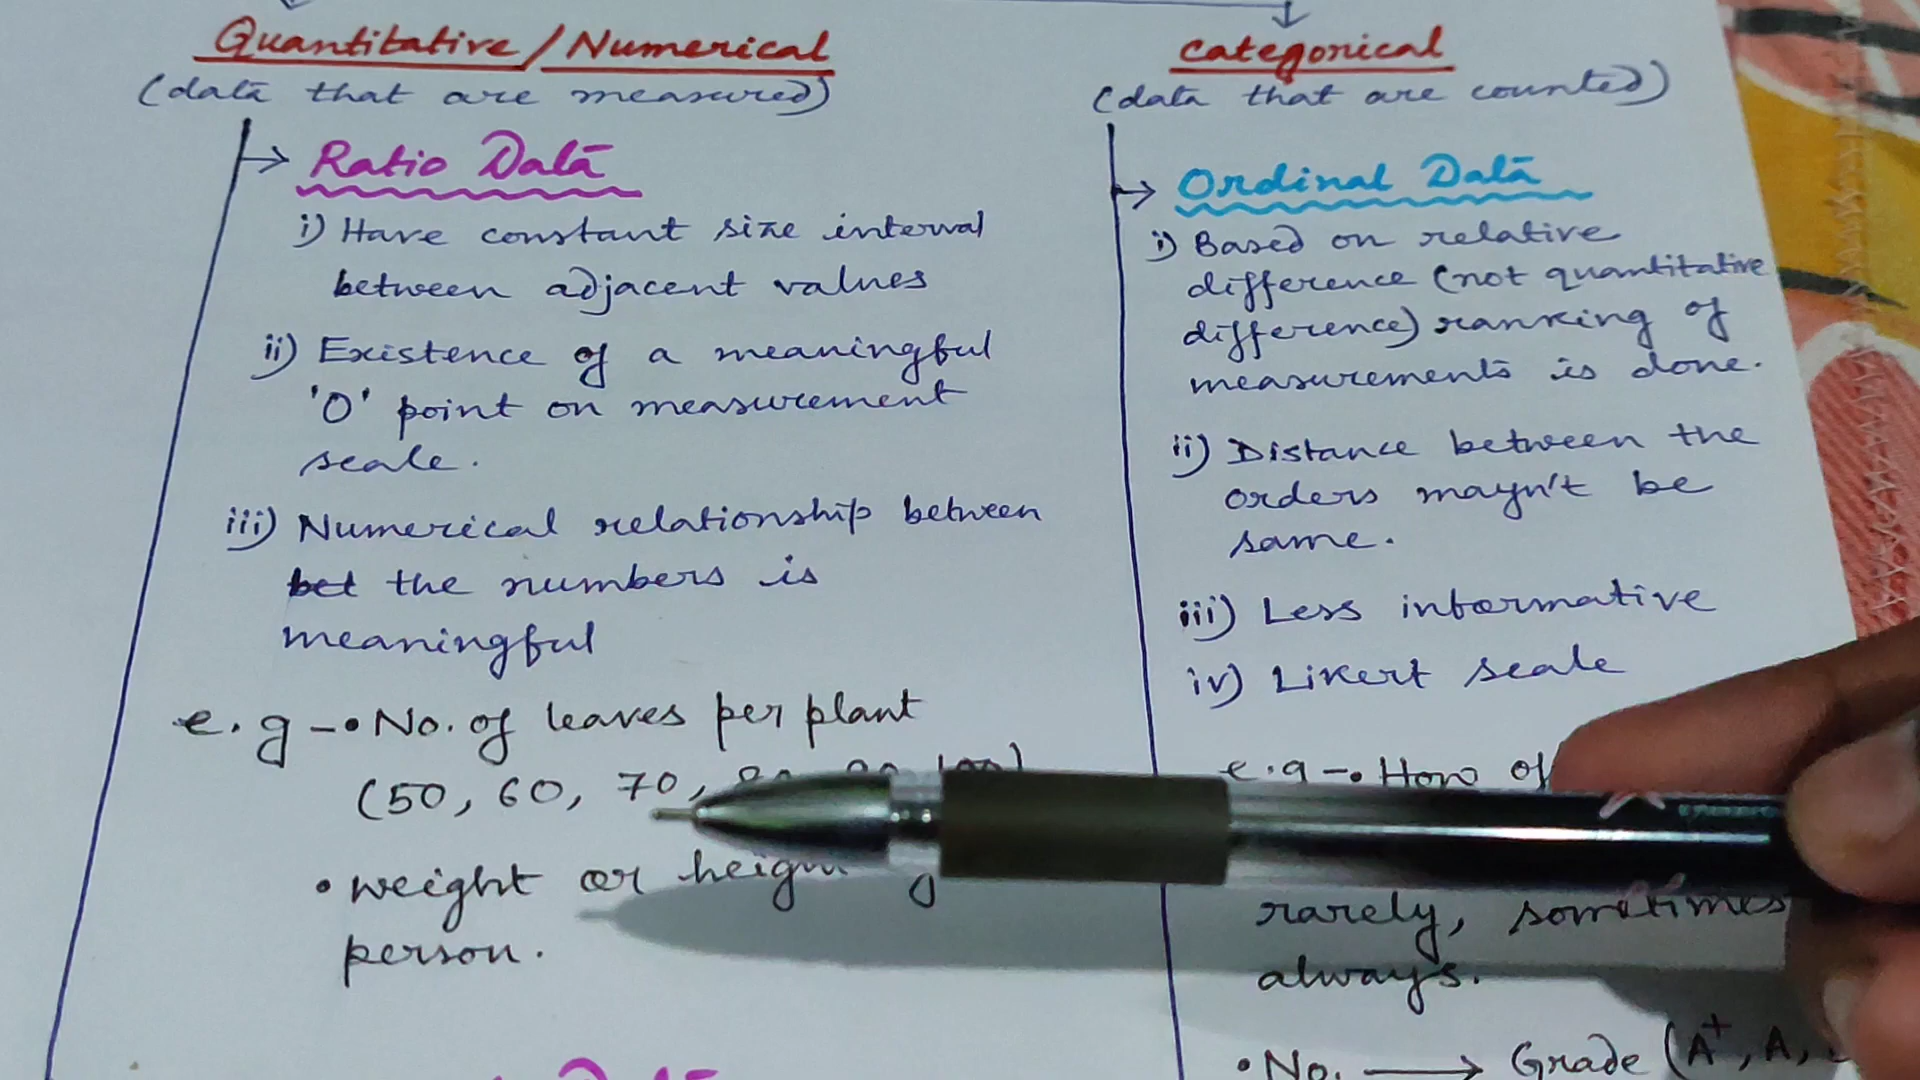 Quantitative/Numerical
(data that are measured)
Ratio Data
i) Have constant size interval
between adjacent values
ii) Existence of a meaningful
'0' point on measurement
scale.
iii) Numerical relationship between
bet the numbers is
meaningful
e.g - • No. of leaves per plant
(50, 60, 70,
• weight or
person.
Data
Categorical
(data that are counted)
Ordinal Data
i) Based on relative
difference (not quantitative
difference) ranking of
measurements is done.
ii) Distance between the
orders mayn't be
same.
iii) Less informative
iv) Likert scale
e.g - • How
rarely, sometimes
always.
• No. → Grade (A+, A,